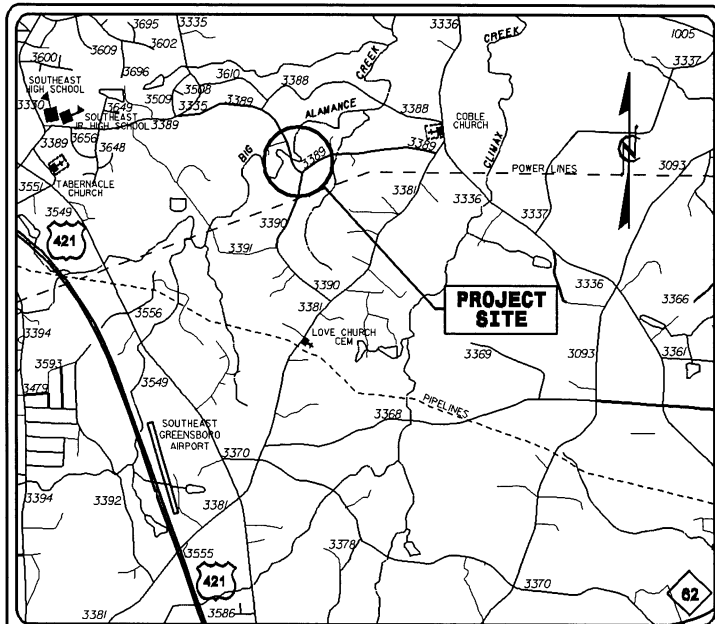 3695
3335
3336
CREEK
1005
3609
3602
3337
3600
3696
3610
CREEK
SOUTHEAST
HIGH SCHOOL
3509
3508
3388
3330
3649
3335
3389
ALAMANCE
3388
SOUTHEAST
JR. HIGH SCHOOL
3389
COBLE
CHURCH
3656
3389
3648
BIG
3389
3389
CLIMAX
3093
TABERNACLE
CHURCH
POWER LINES
3551
3381
3336
3549
3390
3337
421
3391
3390
3336
PROJECT
SITE
3381
3366
3556
3394
LOVE CHURCH
CEM
3593
3369
3093
3361
3479
3549
PIPELINES
3368
SOUTHEAST
GREENSBORO
AIRPORT
3370
3394
3392
3381
3555
3378
421
3370
62
3381
3586
N